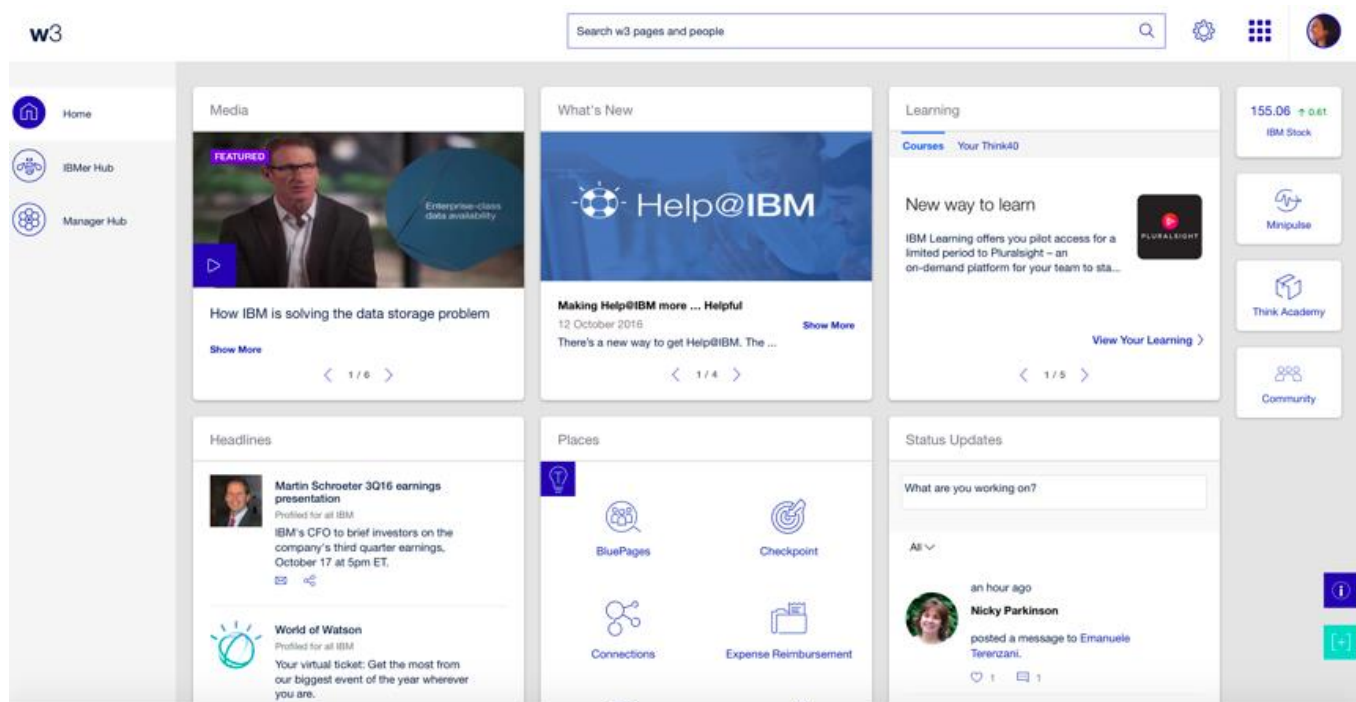 w3
Search w3 pages and people
Home
IBMer Hub
Manager Hub
Media
FEATURED
Enterprise-class
data availability
How IBM is solving the data storage problem
Show More
1 / 6
What's New
Help@IBM
Making Help@IBM more ... Helpful
12 October 2016
Show More
There's a new way to get Help@IBM. The ...
1 / 4
Learning
Courses Your Think40
New way to learn
IBM Learning offers you pilot access for a
limited period to Pluralsight – an
on-demand platform for your team to sta...
PLURALSIGHT
View Your Learning
1 / 5
155.06 ↑ 0.61
IBM Stock
Minipulse
Think Academy
Community
Headlines
Martin Schroeter 3Q16 earnings
presentation
Profiled for all IBM
IBM's CFO to brief investors on the
company's third quarter earnings,
October 17 at 5pm ET.
World of Watson
Profiled for all IBM
Your virtual ticket: Get the most from
our biggest event of the year wherever
you are.
Places
BluePages
Checkpoint
Connections
Expense Reimbursement
Status Updates
What are you working on?
All
an hour ago
Nicky Parkinson
posted a message to Emanuele
Terenzani.
1 1